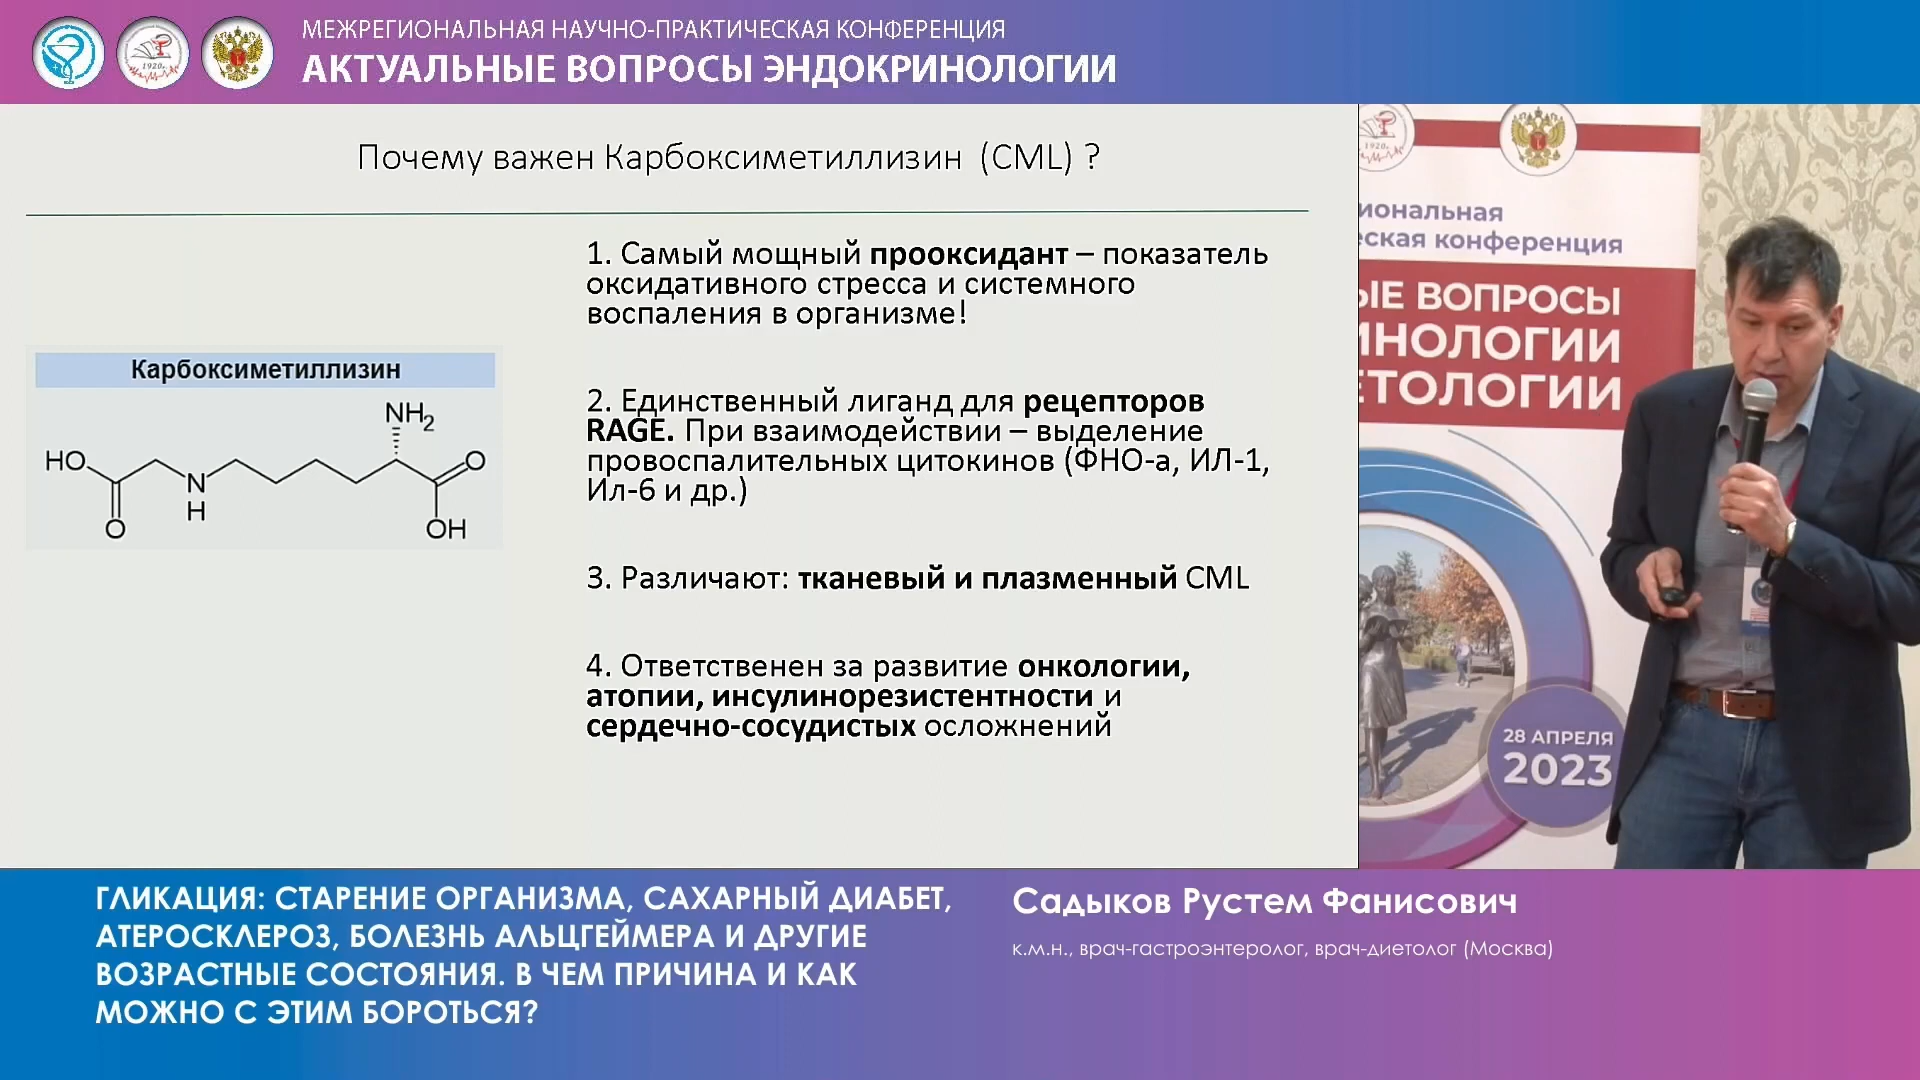 МЕЖРЕГИОНАЛЬНАЯ НАУЧНО-ПРАКТИЧЕСКАЯ КОНФЕРЕНЦИЯ
АКТУАЛЬНЫЕ ВОПРОСЫ ЭНДОКРИНОЛОГИИ
1920г.
Почему важен Карбоксиметиллизин (CML) ?
1. Самый мощный прооксидант – показатель
оксидативного стресса и системного
воспаления в организме!
2. Единственный лиганд для рецепторов
RAGE. При взаимодействии – выделение
провоспалительных цитокинов (ФНО-а, ИЛ-1,
Ил-6 и др.)
3. Различают: тканевый и плазменный CML
4. Ответственен за развитие онкологии,
атопии, инсулинорезистентности и
сердечно-сосудистых осложнений
Карбоксиметиллизин
NH2
HO
O
N
H
O
OH
O
1920г.
иональная
еская конференция
ЫЕ ВОПРОСЫ
ИНОЛОГИИ
ЕТОЛОГИИ
28 АПРЕЛЯ
2023
ГЛИКАЦИЯ: СТАРЕНИЕ ОРГАНИЗМА, САХАРНЫЙ ДИАБЕТ,
АТЕРОСКЛЕРОЗ, БОЛЕЗНЬ АЛЬЦГЕЙМЕРА И ДРУГИЕ
ВОЗРАСТНЫЕ СОСТОЯНИЯ. В ЧЕМ ПРИЧИНА И КАК
МОЖНО С ЭТИМ БОРОТЬСЯ?
Садыков Рустем Фанисович
к.м.н., врач-гастроэнтеролог, врач-диетолог (Москва)